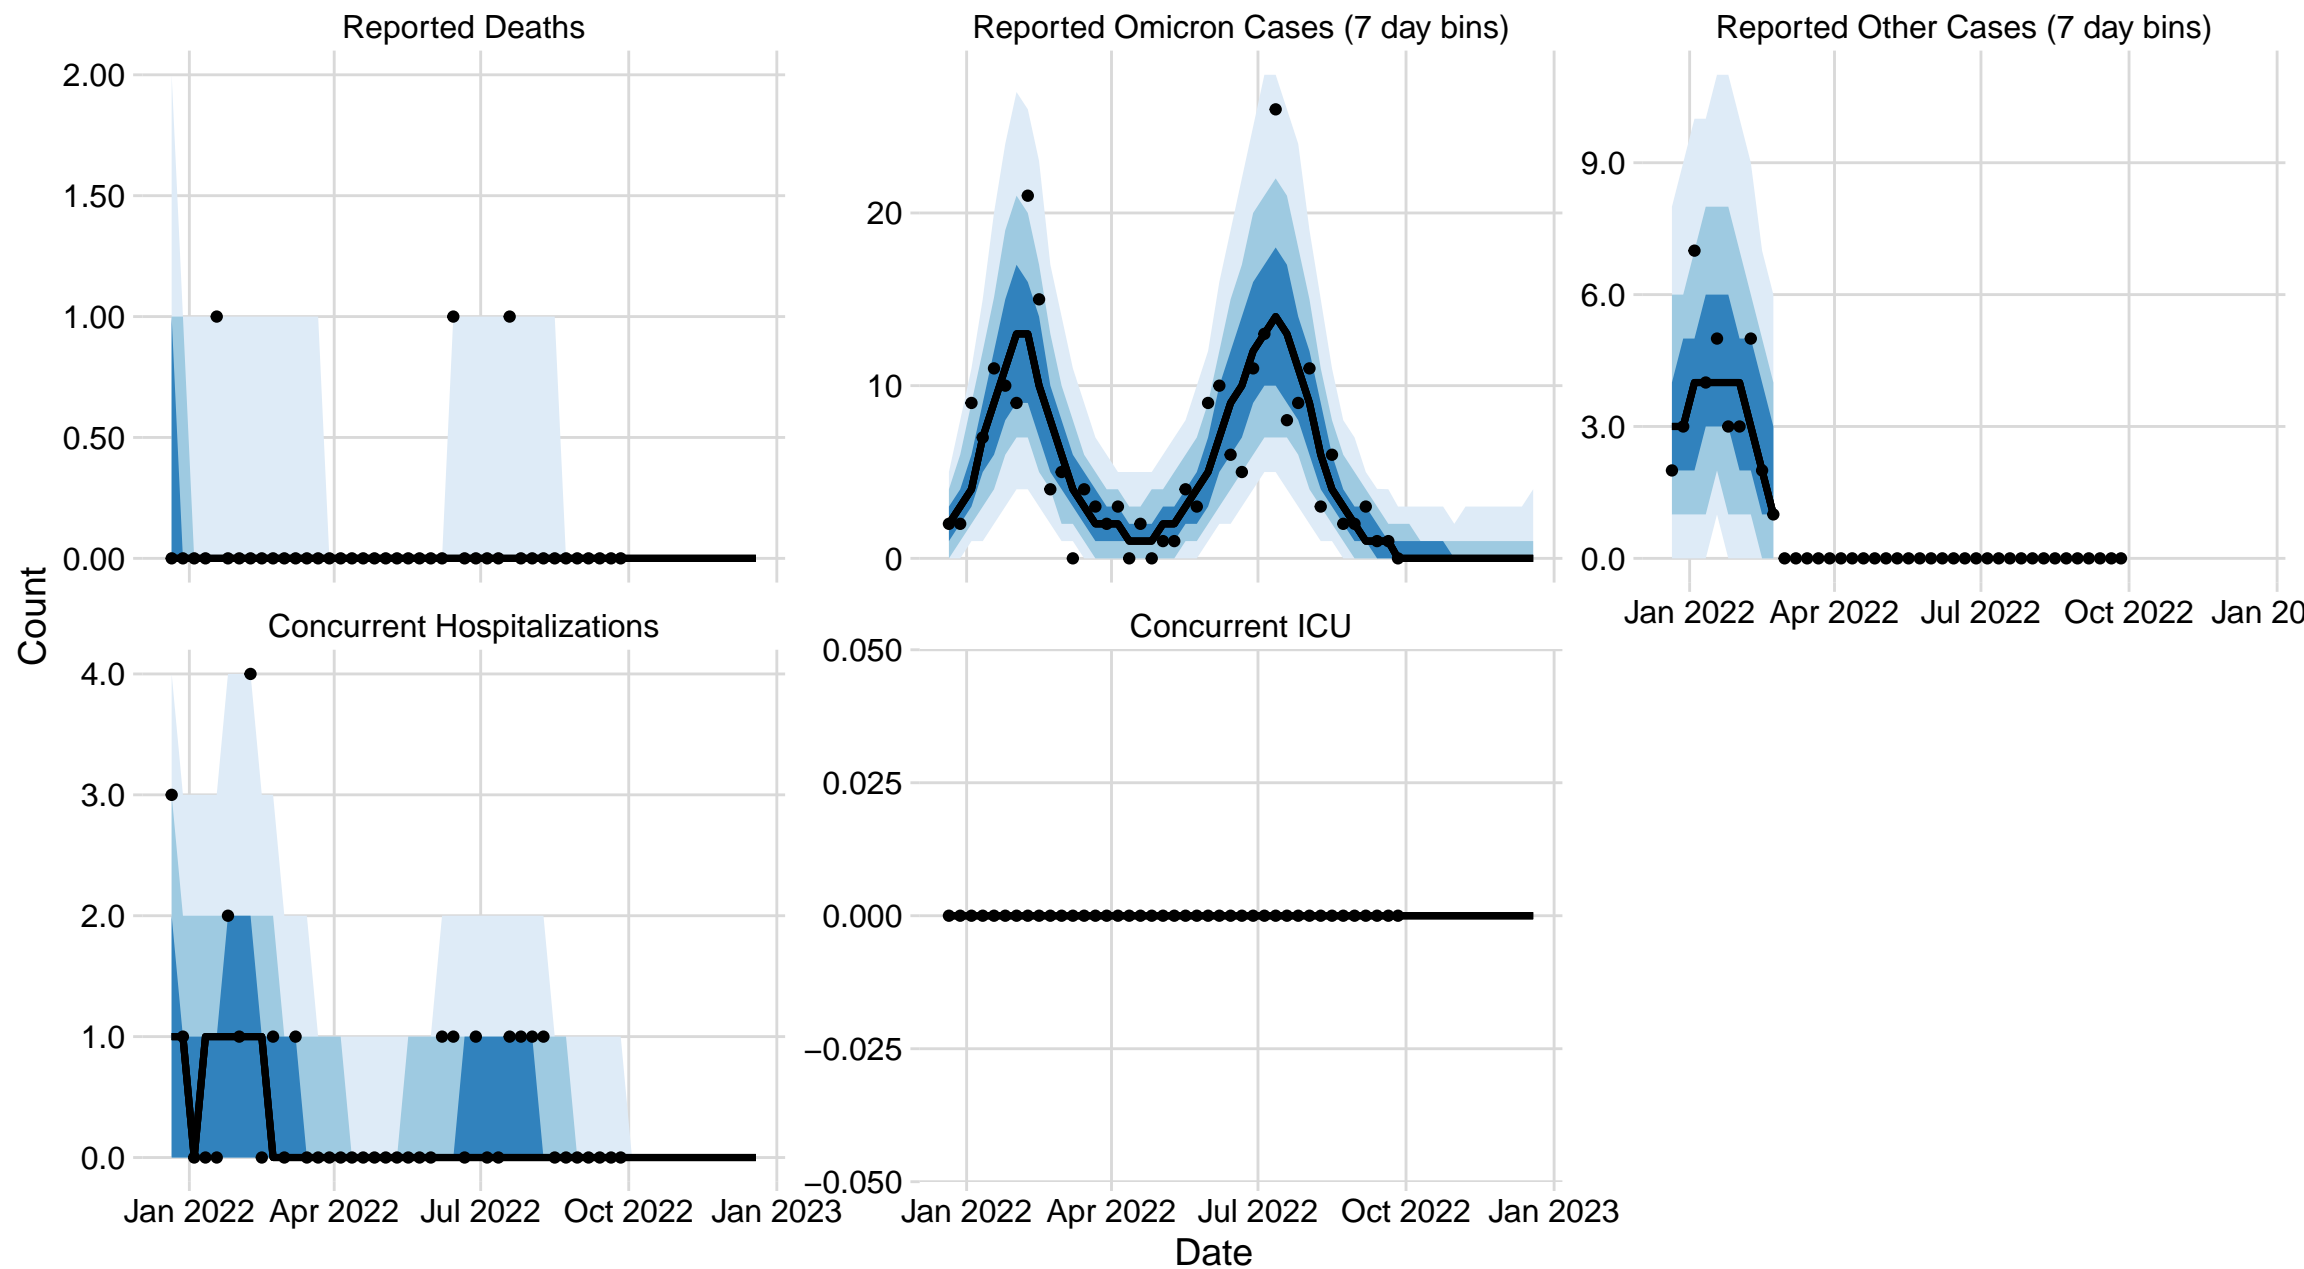 Reported Deaths
Reported Omicron Cases (7 day bins)
Reported Other Cases (7 day bins)
Count
2.00
1.50
1.00
0.50
0.00
20
10
0
9.0
6.0
3.0
0.0
Jan 2022 Apr 2022 Jul 2022 Oct 2022 Jan 20
Concurrent Hospitalizations
Concurrent ICU
4.0
3.0
2.0
1.0
0.0
0.050
0.025
0.000
−0.025
−0.050
Jan 2022 Apr 2022 Jul 2022 Oct 2022 Jan 2023
Jan 2022 Apr 2022 Jul 2022 Oct 2022 Jan 2023
Date